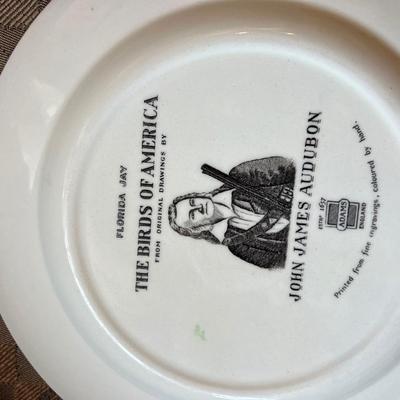 FLORIDA JAY
THE BIRDS OF AMERICA
FROM ORIGINAL DRAWINGS BY
JOHN JAMES AUDUBON
ESTD 1657
ADAMS
ENGLAND
Printed from fine engravings, coloured by hand.